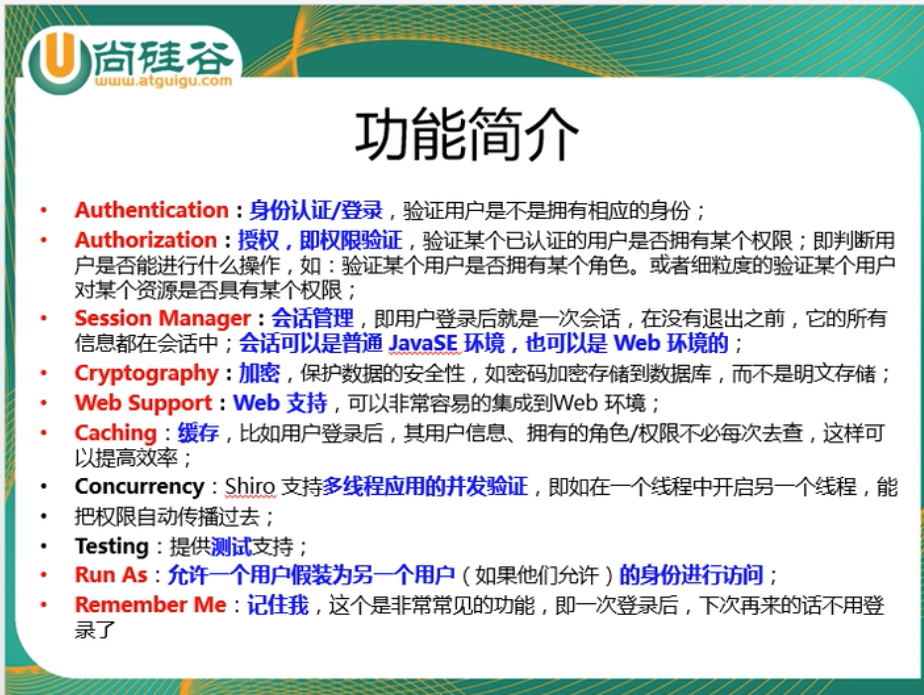 尚硅谷
www.atguigu.com
功能简介
• Authentication：身份认证/登录，验证用户是不是拥有相应的身份；
• Authorization：授权，即权限验证，验证某个已认证的用户是否拥有某个权限；即判断用
户是否能进行什么操作，如：验证某个用户是否拥有某个角色。或者细粒度的验证某个用户
对某个资源是否具有某个权限；
• Session Manager：会话管理，即用户登录后就是一次会话，在没有退出之前，它的所有
信息都在会话中；会话可以是普通 JavaSE 环境，也可以是 Web 环境的；
• Cryptography：加密，保护数据的安全性，如密码加密存储到数据库，而不是明文存储；
• Web Support：Web 支持，可以非常容易的集成到Web 环境；
• Caching：缓存，比如用户登录后，其用户信息、拥有的角色/权限不必每次去查，这样可
以提高效率；
• Concurrency：Shiro 支持多线程应用的并发验证，即如在一个线程中开启另一个线程，能
• 把权限自动传播过去；
• Testing：提供测试支持；
• Run As：允许一个用户假装为另一个用户（如果他们允许）的身份进行访问；
• Remember Me：记住我，这个是非常常见的功能，即一次登录后，下次再来的话不用登
录了